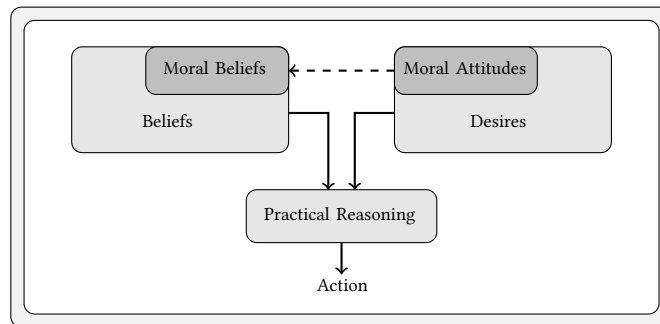 Moral Beliefs
Moral Attitudes
Beliefs
Desires
Practical Reasoning
Action